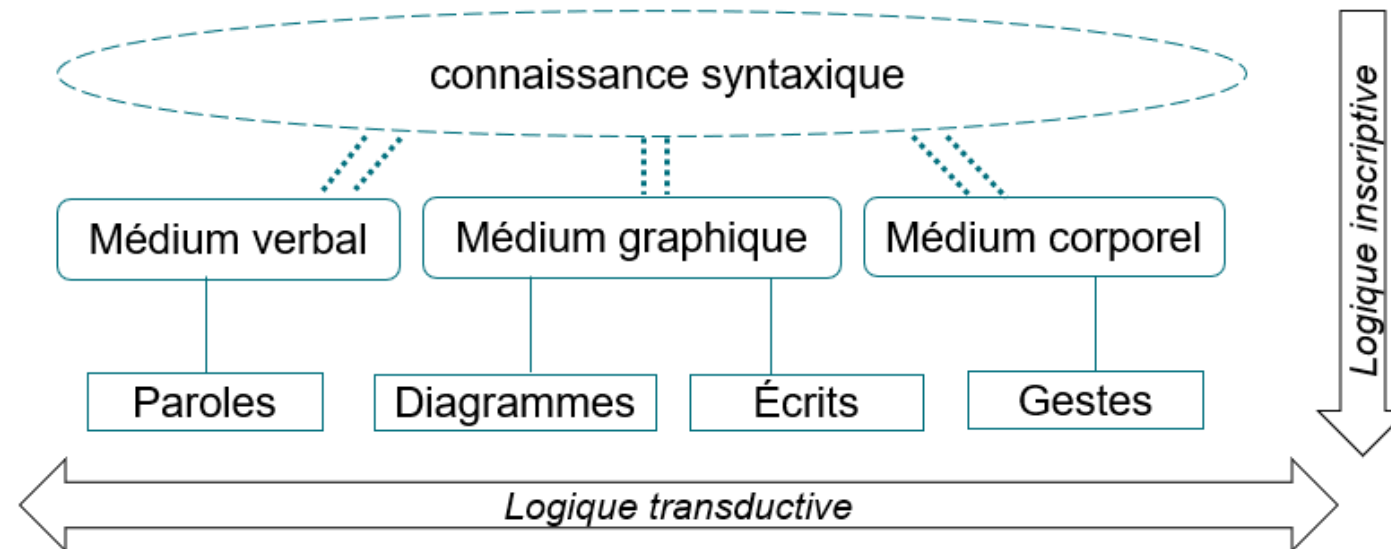 connaissance syntaxique
Médium verbal
Médium graphique
Médium corporel
Paroles
Diagrammes
Écrits
Gestes
Logique transductive
Logique inscriptive